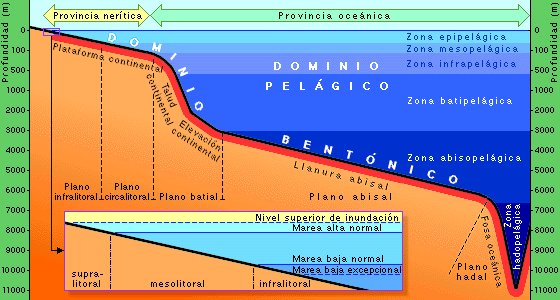 Provincia nerítica
Provincia oceánica
Profundidad (m)
Profundidad (m)
0
1000
2000
3000
4000
5000
6000
7000
8000
9000
10000
11000
0
1000
2000
3000
4000
5000
6000
7000
8000
9000
10000
11000
Zona epipelágica
Zona mesopelágica
Zona infrapelágica
Zona batipelágica
Zona abisopelágica
Zona
hadopelágica
DOMINIO
PELÁGICO
DOMINIO
BENTÓNICO
Plataforma continental
Talud
continental
Elevación
continental
Llanura abisal
Fosa oceánica
Plano
infralitoral
Plano
circalitoral
Plano batial
Plano abisal
Plano
hadal
Nivel superior de inundación
Marea alta normal
Marea baja normal
Marea baja excepcional
supra-
litoral
mesolitoral
infralitoral